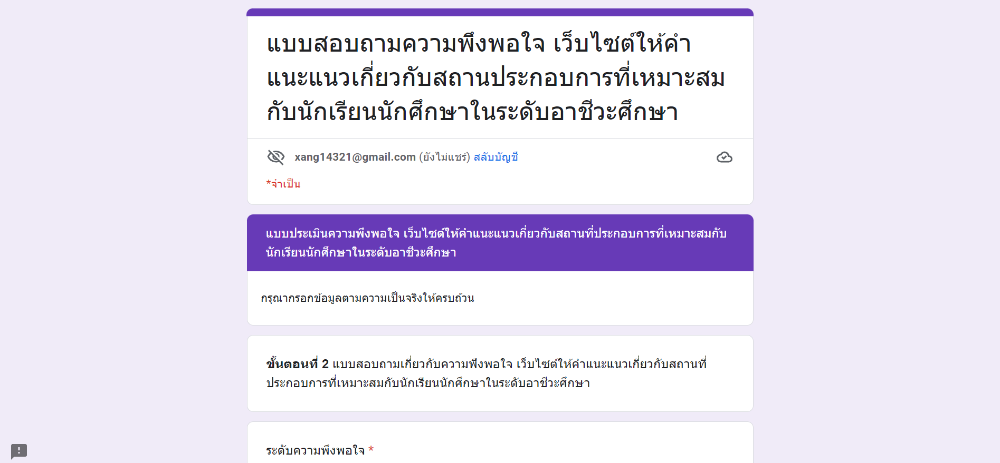 แบบสอบถามความพึงพอใจ เว็บไซต์ให้คำ
แนะแนวเกี่ยวกับสถานประกอบการที่เหมาะสม
กับนักเรียนนักศึกษาในระดับอาชีวะศึกษา
xang14321@gmail.com (ยังไม่แชร์) สลับบัญชี
*จำเป็น
แบบประเมินความพึงพอใจ เว็บไซต์ให้คำแนะแนวเกี่ยวกับสถานที่ประกอบการที่เหมาะสมกับ
นักเรียนนักศึกษาในระดับอาชีวะศึกษา
กรุณากรอกข้อมูลตามความเป็นจริงให้ครบถ้วน
ขั้นตอนที่ 2 แบบสอบถามเกี่ยวกับความพึงพอใจ เว็บไซต์ให้คำแนะแนวเกี่ยวกับสถานที่
ประกอบการที่เหมาะสมกับนักเรียนนักศึกษาในระดับอาชีวะศึกษา
ระดับความพึงพอใจ *